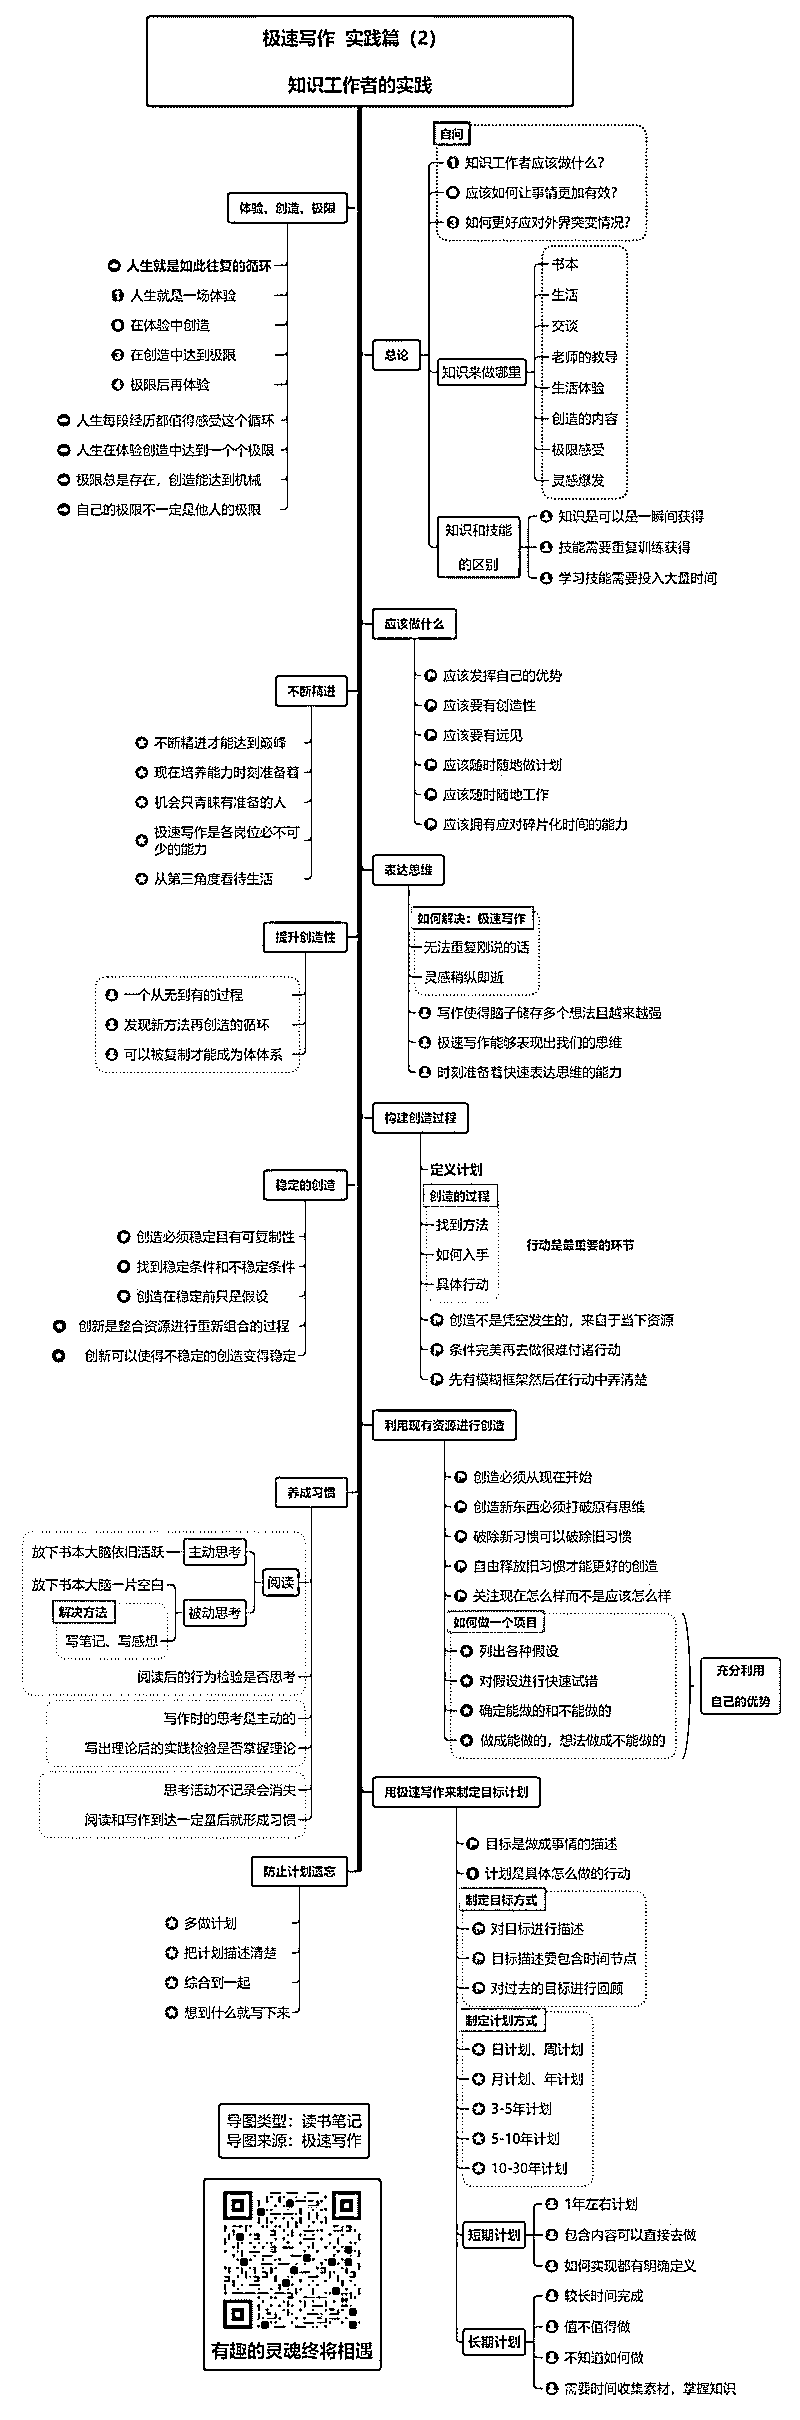 极速写作 实践篇（2）
知识工作者的实践
自问
知识工作者应该做什么？
应该如何让事情更加有效？
如何更好应对外界突变情况？
总论
知识来做哪里
书本
生活
交谈
老师的教导
生活体验
创造的内容
极限感受
灵感爆发
知识和技能
的区别
知识是可以是一瞬间获得
技能需要重复训练获得
学习技能需要投入大量时间
体验、创造、极限
人生就是如此往复的循环
人生就是一场体验
在体验中创造
在创造中达到极限
极限后再体验
人生每段经历都值得感受这个循环
人生在体验创造中达到一个个极限
极限总是存在，创造能达到机械
自己的极限不一定是他人的极限
应该做什么
应该发挥自己的优势
应该要有创造性
应该要有远见
应该随时随地做计划
应该随时随地工作
应该拥有应对碎片化时间的能力
不断精进
不断精进才能达到巅峰
现在培养能力时刻准备着
机会只青睐有准备的人
极速写作是各岗位必不可
少的能力
从第三角度看待生活
表达思维
如何解决：极速写作
无法重复刚说的话
灵感稍纵即逝
写作使得脑子储存多个想法且越来越强
极速写作能够表现出我们的思维
时刻准备着快速表达思维的能力
提升创造性
一个从无到有的过程
发现新方法再创造的循环
可以被复制才能成为体体系
构建创造过程
定义计划
创造的过程
找到方法
如何入手
具体行动
行动是最重要的环节
创造不是凭空发生的，来自于当下资源
条件完美再去做很难付诸行动
先有模糊框架然后在行动中弄清楚
稳定的创造
创造必须稳定且有可复制性
找到稳定条件和不稳定条件
创造在稳定前只是假设
创新是整合资源进行重新组合的过程
创新可以使得不稳定的创造变得稳定
利用现有资源进行创造
创造必须从现在开始
创造新东西必须打破原有思维
破除新习惯可以破除旧习惯
自由释放旧习惯才能更好的创造
关注现在怎么样而不是应该怎么样
如何做一个项目
列出各种假设
对假设进行快速试错
确定能做的和不能做的
做成能做的，想法做成不能做的
充分利用
自己的优势
养成习惯
阅读
主动思考
放下书本大脑依旧活跃
被动思考
放下书本大脑一片空白
解决方法
写笔记、写感想
阅读后的行为检验是否思考
写作时的思考是主动的
写出理论后的实践检验是否掌握理论
思考活动不记录会消失
阅读和写作到达一定量后就形成习惯
用极速写作来制定目标计划
目标是做成事情的描述
计划是具体怎么做的行动
制定目标方式
对目标进行描述
目标描述要包含时间节点
对过去的目标进行回顾
制定计划方式
日计划、周计划
月计划、年计划
3-5年计划
5-10年计划
10-30年计划
短期计划
1年左右计划
包含内容可以直接去做
如何实现都有明确定义
长期计划
较长时间完成
值不值得做
不知道如何做
需要时间收集素材，掌握知识
防止计划遗忘
多做计划
把计划描述清楚
综合到一起
想到什么就写下来
导图类型：读书笔记
导图来源：极速写作
有趣的灵魂终将相遇